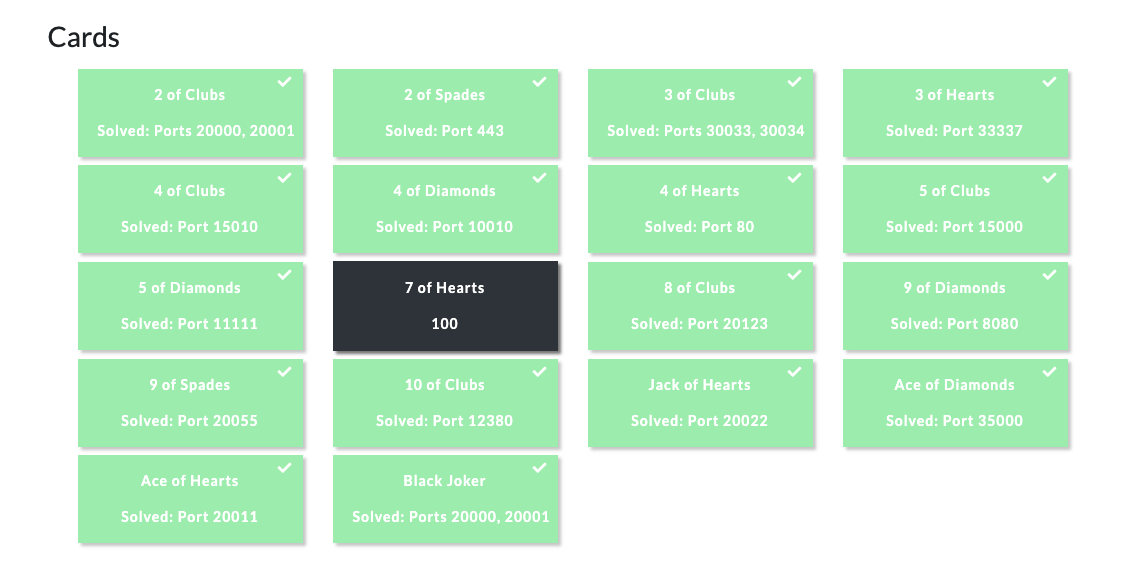 Cards
2 of Clubs
Solved: Ports 20000, 20001
2 of Spades
Solved: Port 443
3 of Clubs
Solved: Ports 30033, 30034
3 of Hearts
Solved: Port 33337
4 of Clubs
Solved: Port 15010
4 of Diamonds
Solved: Port 10010
4 of Hearts
Solved: Port 80
5 of Clubs
Solved: Port 15000
5 of Diamonds
Solved: Port 11111
7 of Hearts
100
8 of Clubs
Solved: Port 20123
9 of Diamonds
Solved: Port 8080
9 of Spades
Solved: Port 20055
10 of Clubs
Solved: Port 12380
Jack of Hearts
Solved: Port 20022
Ace of Diamonds
Solved: Port 35000
Ace of Hearts
Solved: Port 20011
Black Joker
Solved: Ports 20000, 20001